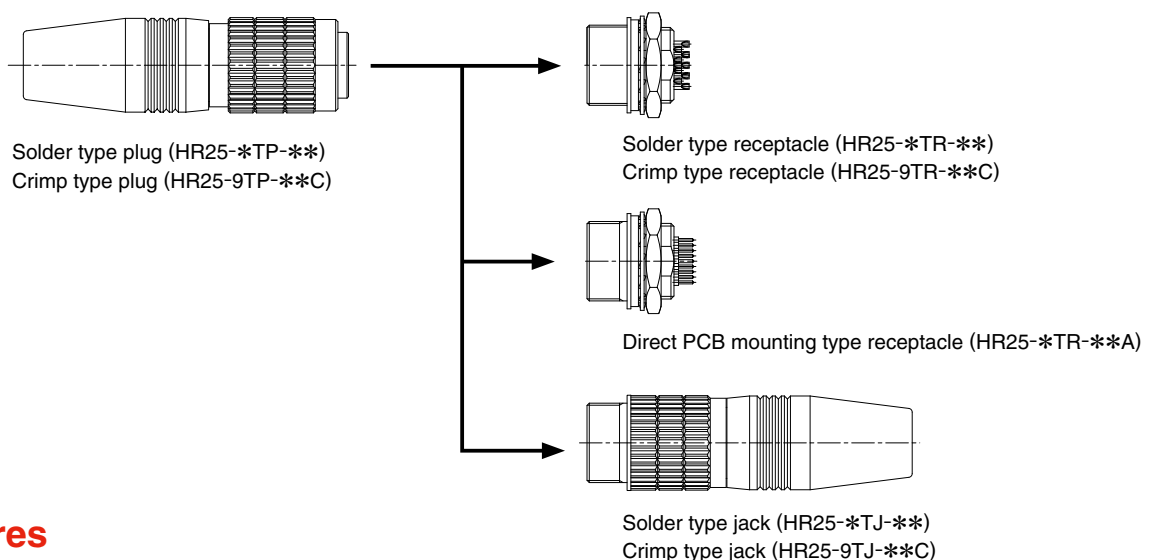 Solder type plug (HR25-*TP-**)
Crimp type plug (HR25-9TP-**C)
Solder type receptacle (HR25-*TR-**)
Crimp type receptacle (HR25-9TR-**C)
Direct PCB mounting type receptacle (HR25-*TR-**A)
Solder type jack (HR25-*TJ-**)
Crimp type jack (HR25-9TJ-**C)
res